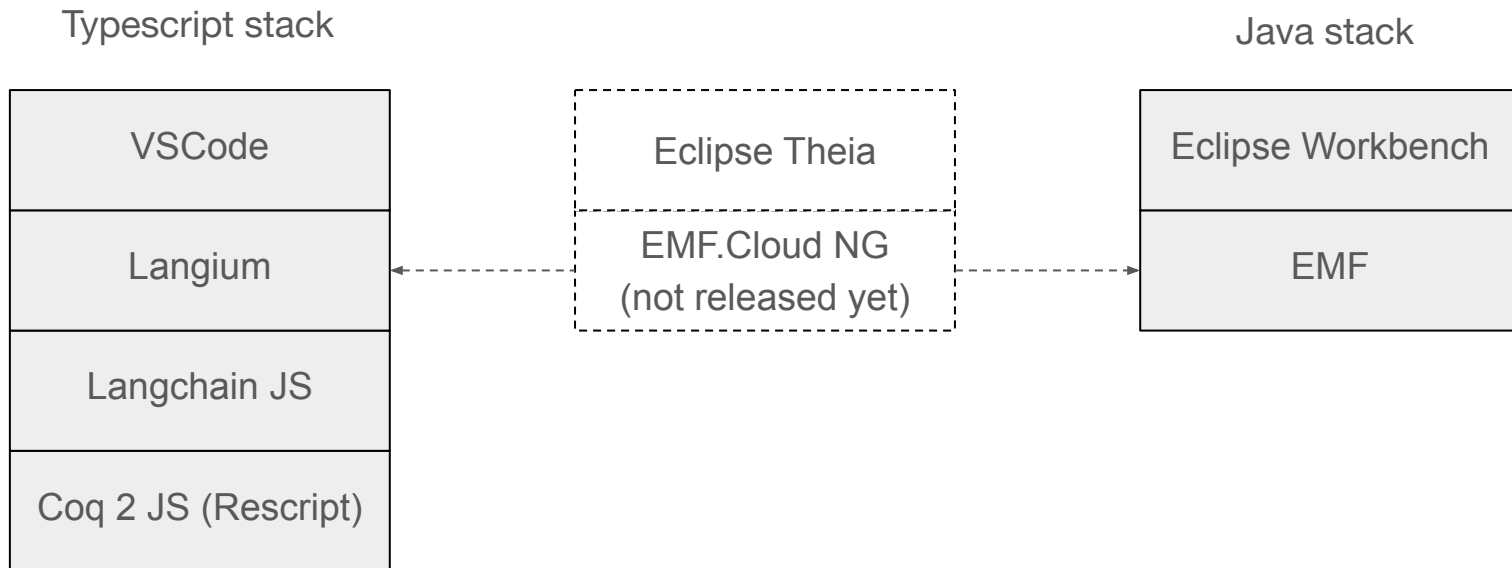 Typescript stack
Java stack
VSCode
Eclipse Theia
Eclipse Workbench
Langium
EMF.Cloud NG
(not released yet)
EMF
Langchain JS
Coq 2 JS (Rescript)